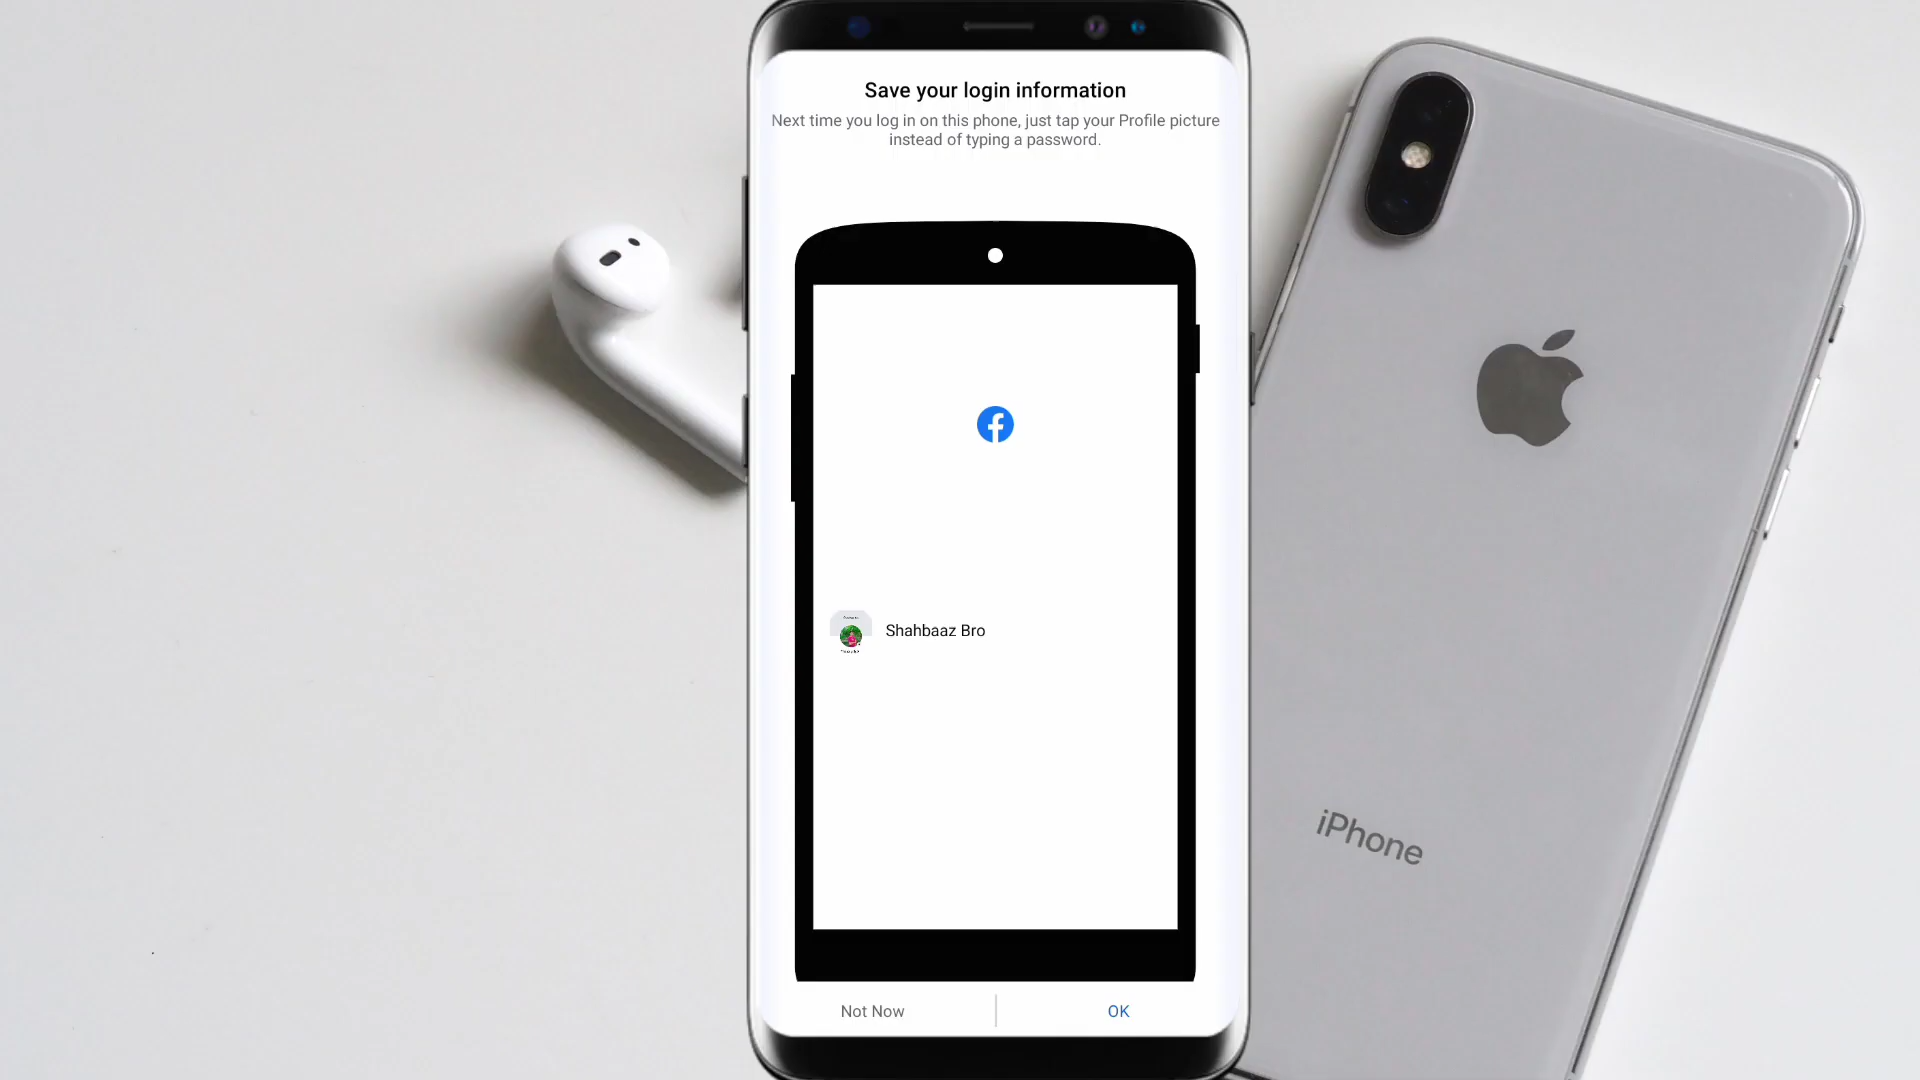 Save your login information
Next time you log in on this phone, just tap your Profile picture
instead of typing a password.
Shahbaaz Bro
Not Now
OK
iPhone